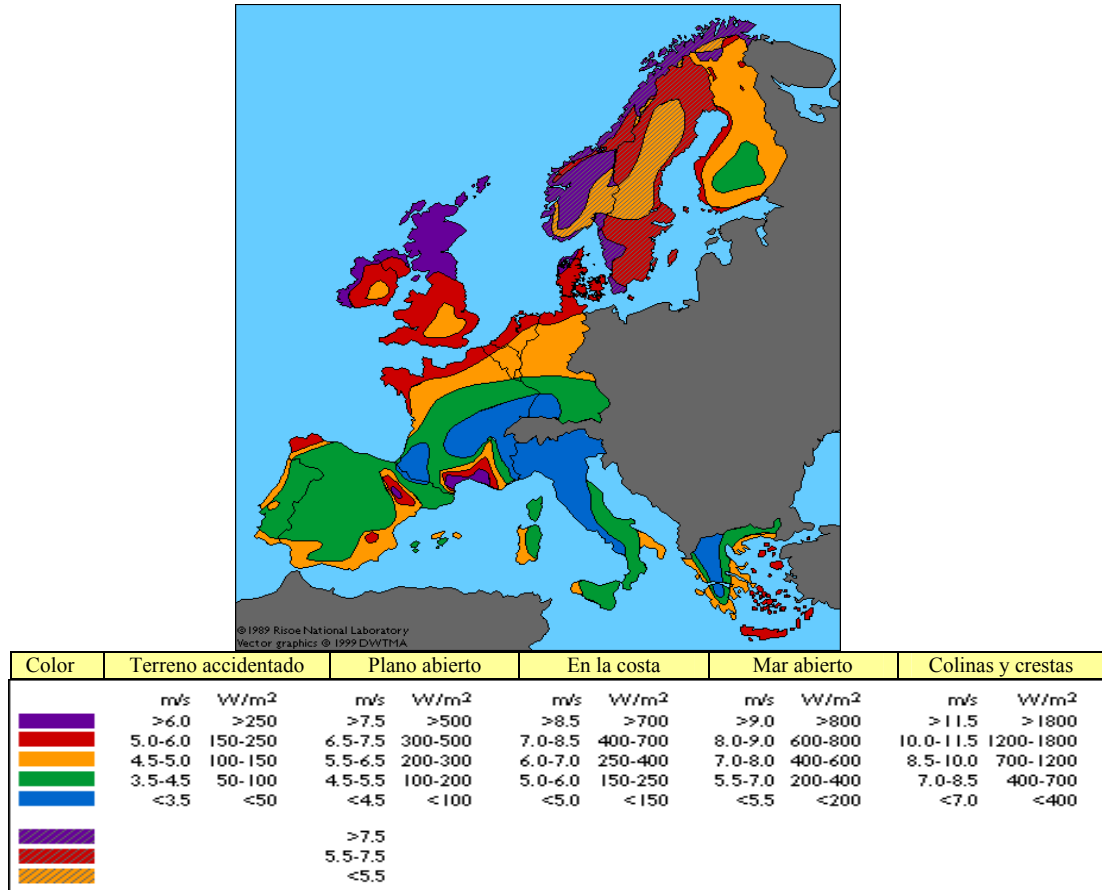 ©1989 Risoe National Laboratory
Vector graphics © 1999 DWTMA
Color Terreno accidentado Plano abierto En la costa Mar abierto Colinas y crestas
m/s W/m² m/s W/m² m/s W/m² m/s W/m² m/s W/m²
>6.0 >250 >7.5 >500 >8.5 >700 >9.0 >800 >11.5 >1800
5.0-6.0 150-250 6.5-7.5 300-500 7.0-8.5 400-700 8.0-9.0 600-800 10.0-11.5 1200-1800
4.5-5.0 100-150 5.5-6.5 200-300 6.0-7.0 250-400 7.0-8.0 400-600 8.5-10.0 700-1200
3.5-4.5 50-100 4.5-5.5 100-200 5.0-6.0 150-250 5.5-7.0 200-400 7.0-8.5 400-700
<3.5 <50 <4.5 <100 <5.0 <150 <5.5 <200 <7.0 <400
>7.5
5.5-7.5
<5.5